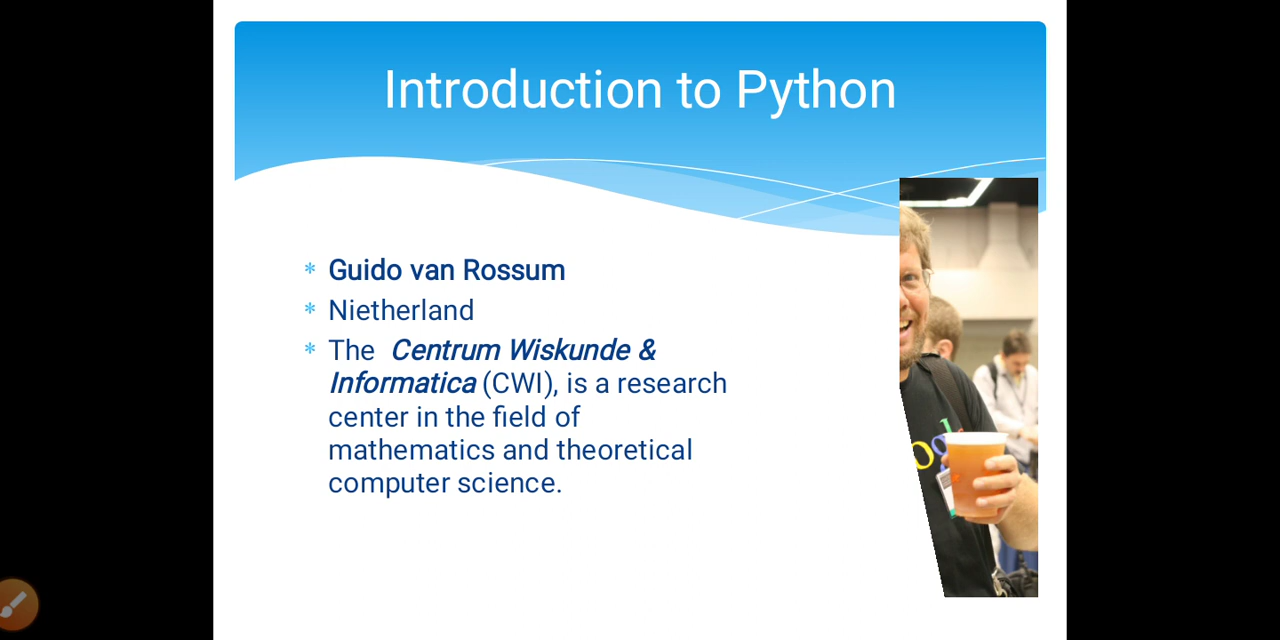 Introduction to Python
* Guido van Rossum
* Nietherland
* The Centrum Wiskunde &
Informatica (CWI), is a research
center in the field of
mathematics and theoretical
computer science.